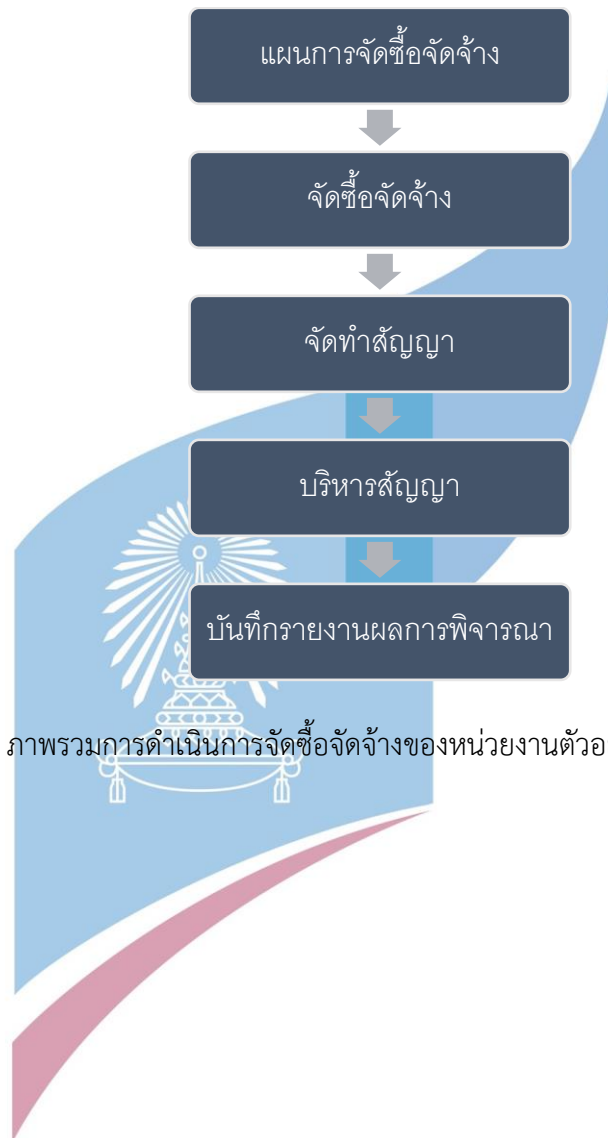 แผนการจัดซื้อจัดจ้าง
จัดซื้อจัดจ้าง
จัดทำสัญญา
บริหารสัญญา
บันทึกรายงานผลการพิจารณา
ภาพรวมการดำเนินการจัดซื้อจัดจ้างของหน่วยงานตัวอ